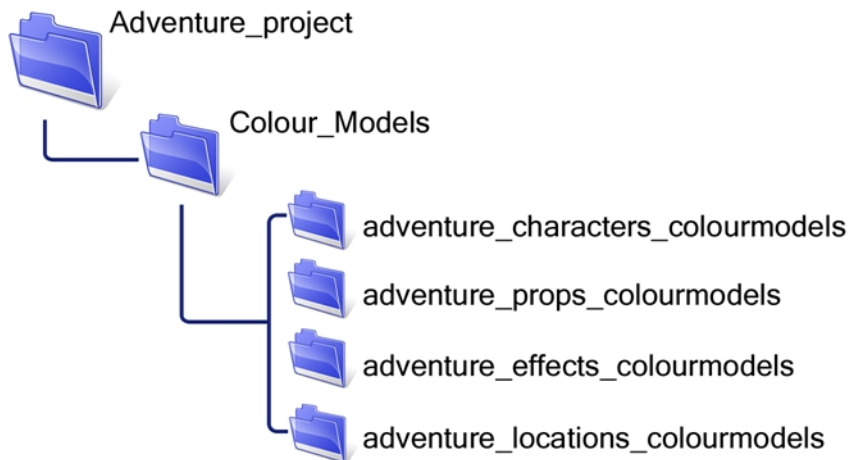 Adventure_project
Colour_Models
adventure_characters_colourmodels
adventure_props_colourmodels
adventure_effects_colourmodels
adventure_locations_colourmodels